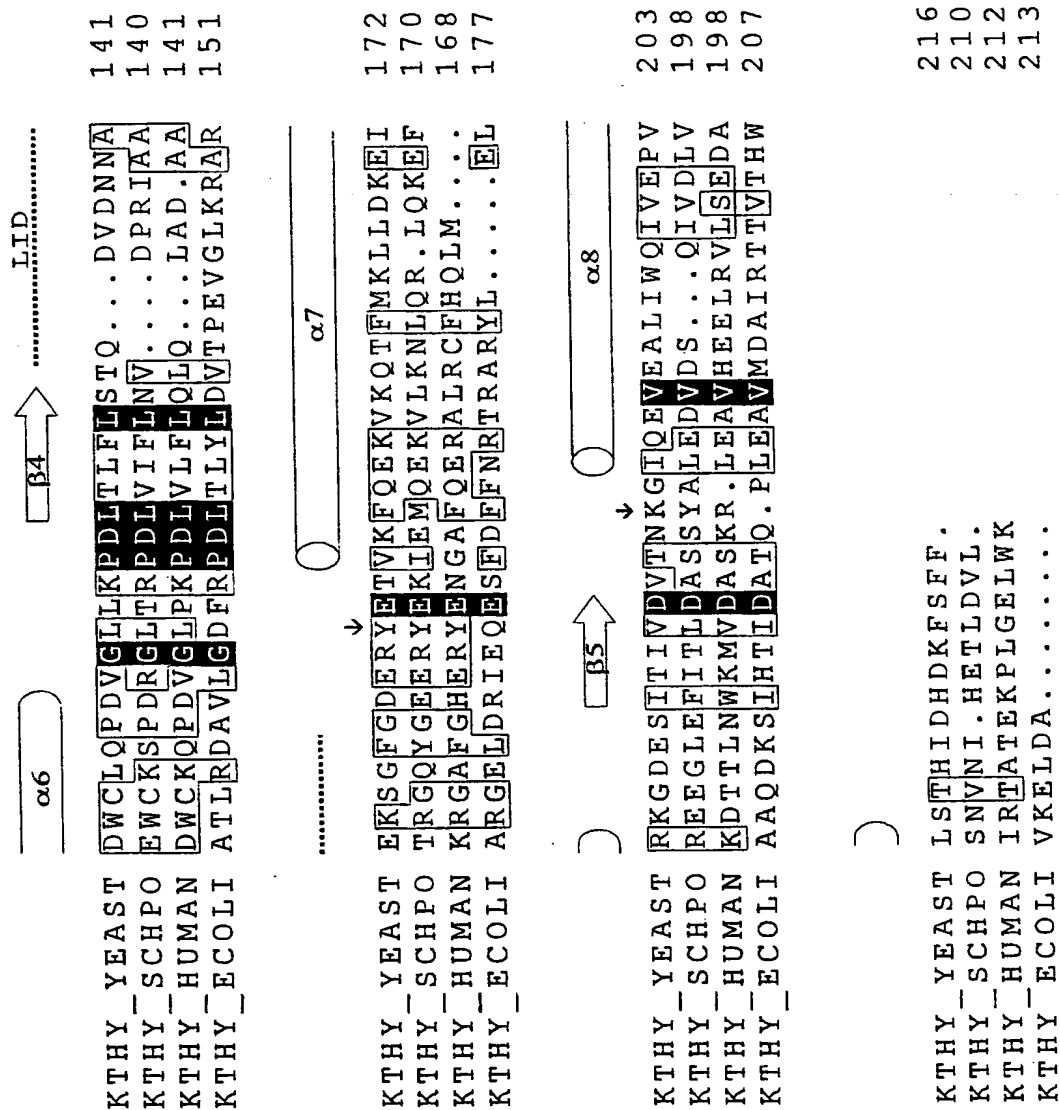 α6 β4 LID
KTHY_YEAST DWCLQPDVGLLKPDLTLFLSTQ...DVDNNA 141
KTHY_SCHPO EWCKSPDRGLTRPDLVIFLNV....DPRIAA 140
KTHY_HUMAN DWCKQPDVGLPKPDLVLFLQLQ...LAD.AA 141
KTHY_ECOLI ATLRDAVLGDFRPDLTLYLDVTPEVGLKRAR 151
α7
KTHY_YEAST EKSGFGDERYETVKFQEKVKQTFMKLLDKEI 172
KTHY_SCHPO TRGQYGEERYEKIEMQEKVLKNLQR.LQKEF 170
KTHY_HUMAN KRGAFGHERYENGAFQERALRCFHQLM.... 168
KTHY_ECOLI ARGELDRIEQESFDFFNRTRARYL.....EL 177
β5 α8
KTHY_YEAST RKGDESITIVDVTNKGIQEVEALIWQIVEPV 203
KTHY_SCHPO REEGLEFITLDASSYALEDVDS...QIVDLV 198
KTHY_HUMAN KDTTLNWKMVDASKR.LEAVHEELRVLSEDA 198
KTHY_ECOLI AAQDKSIHTIDATQ.PLEAVMDAIRTTVTHW 207
KTHY_YEAST LSTHIDHDKFSFF. 216
KTHY_SCHPO SNVNI.HETLDVL. 210
KTHY_HUMAN IRTATEKPLGELWK 212
KTHY_ECOLI VKELDA........ 213